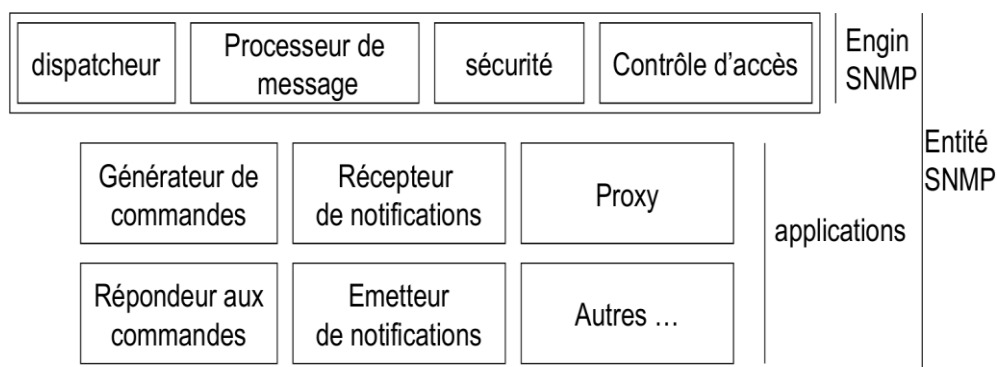 dispatcheur
Processeur de
message
sécurité
Contrôle d’accès
Engin
SNMP
Entité
SNMP
Générateur de
commandes
Récepteur
de notifications
Proxy
applications
Répondeur aux
commandes
Emetteur
de notifications
Autres …